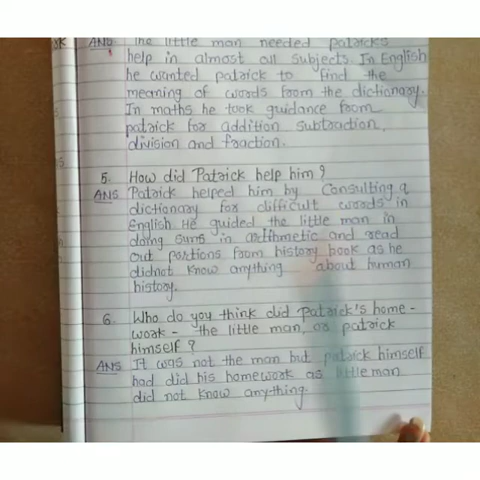 ANS The little man needed patrick's
help in almost all subjects. In English
he wanted patrick to find the
meaning of words from the dictionary.
In maths he took guidance from
patrick for addition subtraction,
division and fraction.
5. How did Patrick help him?
ANS Patrick helped him by Consulting a
dictionary for difficult words in
English He guided the little man in
doing sums in arithmetic and read
out portions from history book as he
didnot know anything about human
history.
6. Who do you think did Patrick's home-
work - the little man, or patrick
himself?
ANS It was not the man but patrick himself
had did his homework as little man
did not know anything.